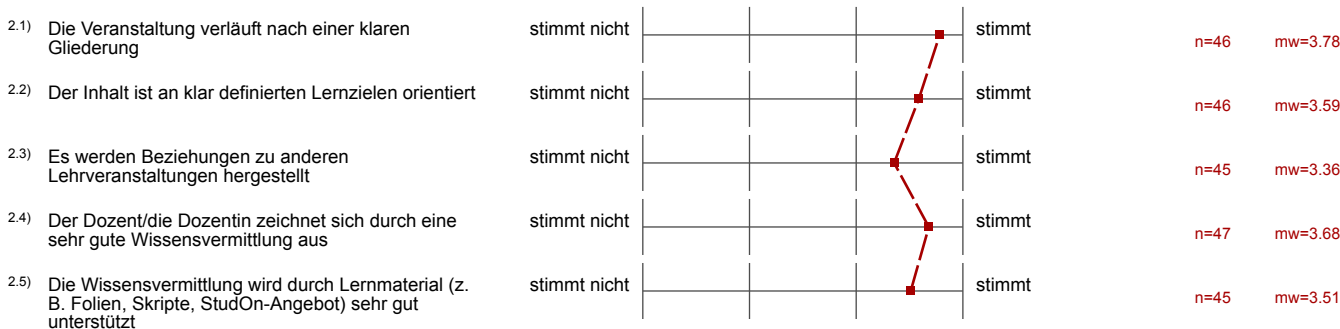 2.1) Die Veranstaltung verläuft nach einer klaren
Gliederung
stimmt nicht stimmt n=46 mw=3.78
2.2) Der Inhalt ist an klar definierten Lernzielen orientiert stimmt nicht stimmt n=46 mw=3.59
2.3) Es werden Beziehungen zu anderen
Lehrveranstaltungen hergestellt
stimmt nicht stimmt n=45 mw=3.36
2.4) Der Dozent/die Dozentin zeichnet sich durch eine
sehr gute Wissensvermittlung aus
stimmt nicht stimmt n=47 mw=3.68
2.5) Die Wissensvermittlung wird durch Lernmaterial (z.
B. Folien, Skripte, StudOn-Angebot) sehr gut
unterstützt
stimmt nicht stimmt n=45 mw=3.51